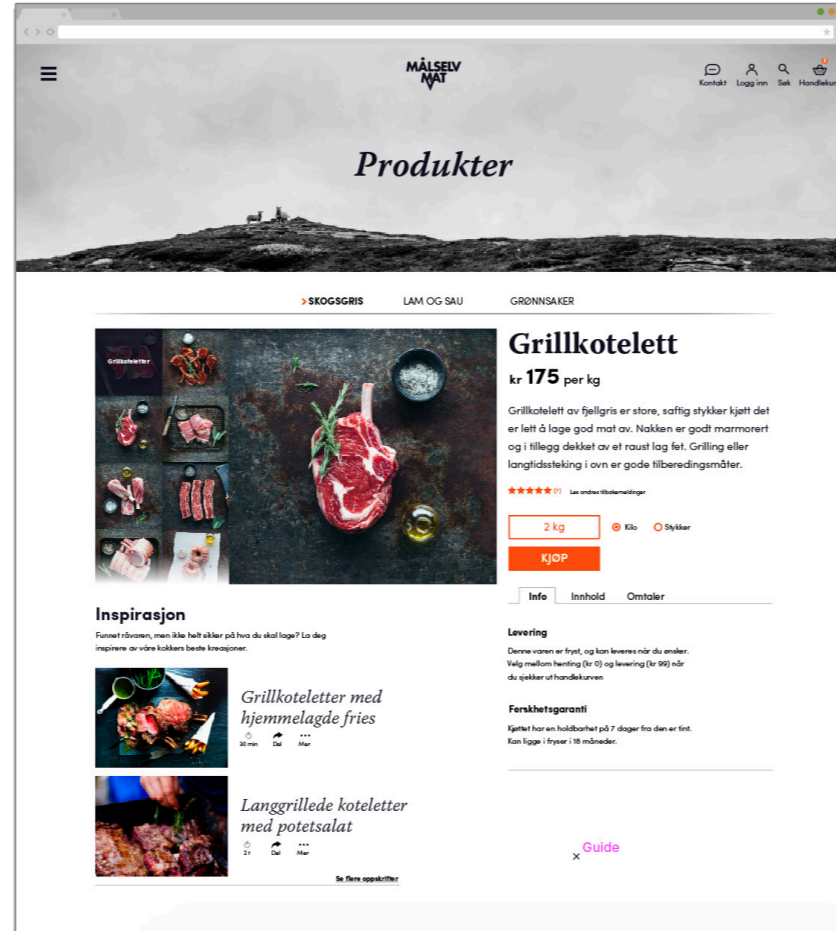 MÅLSELV
MAT
Kontakt
Logg inn
Søk
Handlekur
Produkter
> SKOGSGRIS
LAM OG SAU
GRØNNSAKER
Grillkoteletter
Grillkotelett
kr 175 per kg
Grillkotelett av fjellgris er store, saftig stykker kjøtt det
er lett å lage god mat av. Nakken er godt marmorert
og i tillegg dekket av et raust lag fet. Grilling eller
langtidssteking i ovn er gode tilberedingsmåter.
(7) Les andres tilbakemeldinger
2 kg
Kilo
Stykker
KJØP
Info
Innhold
Omtaler
Levering
Denne varen er fryst, og kan leveres når du ønsker.
Velg mellom henting (kr 0) og levering (kr 99) når
du sjekker ut handlekurven
Ferskhetsgaranti
Kjøttet har en holdbarhet på 7 dager fra den er tint.
Kan ligge i fryser i 18 måneder.
Inspirasjon
Funnet råvaren, men ikke helt sikker på hva du skal lage? La deg
inspirere av våre kokkers beste kreasjoner.
Grillkoteletter med
hjemmelagde fries
30 min
Del
Mer
Langgrillede koteletter
med potetsalat
2 t
Del
Mer
Se flere oppskrifter
× Guide